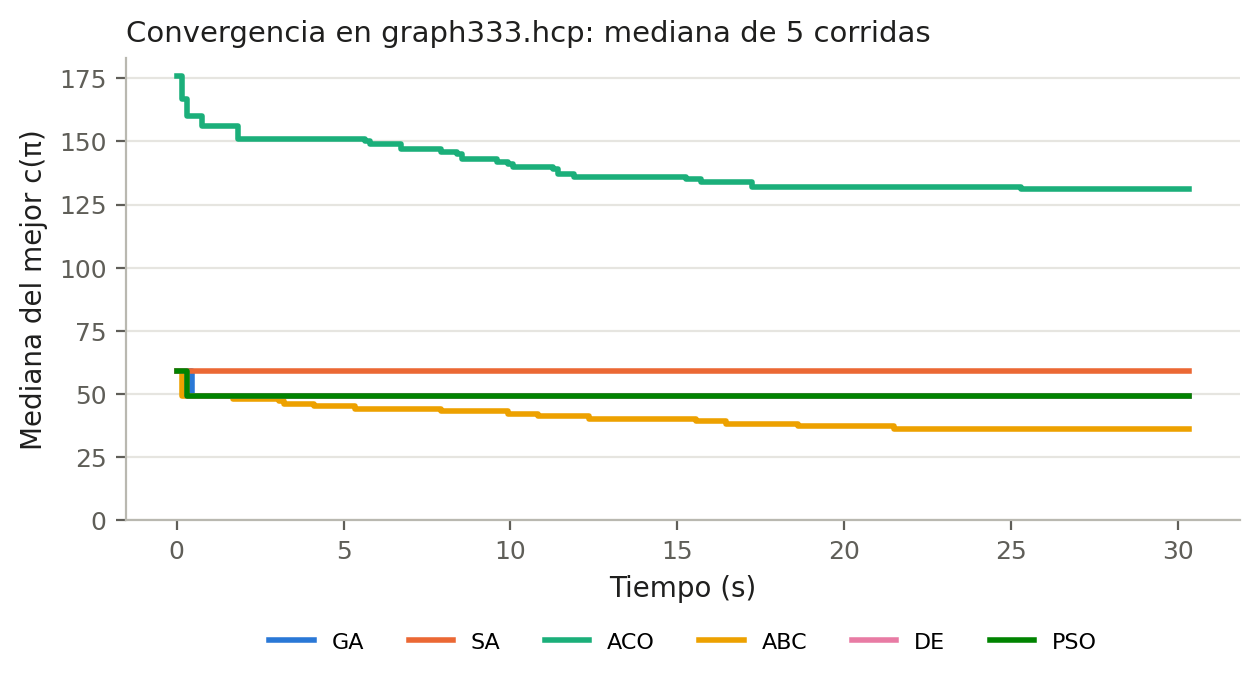 Convergencia en graph333.hcp: mediana de 5 corridas
Mediana del mejor c(π)
175
150
125
100
75
50
25
0
0 5 10 15 20 25 30
Tiempo (s)
GA SA ACO ABC DE PSO